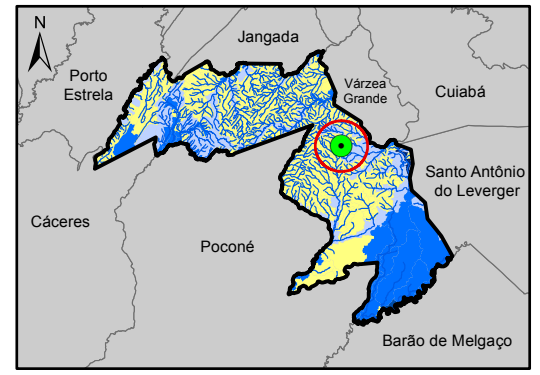 N
Jangada
Porto
Estrela
Várzea
Grande
Cuiabá
Santo Antônio
do Leverger
Cáceres
Poconé
Barão de Melgaço